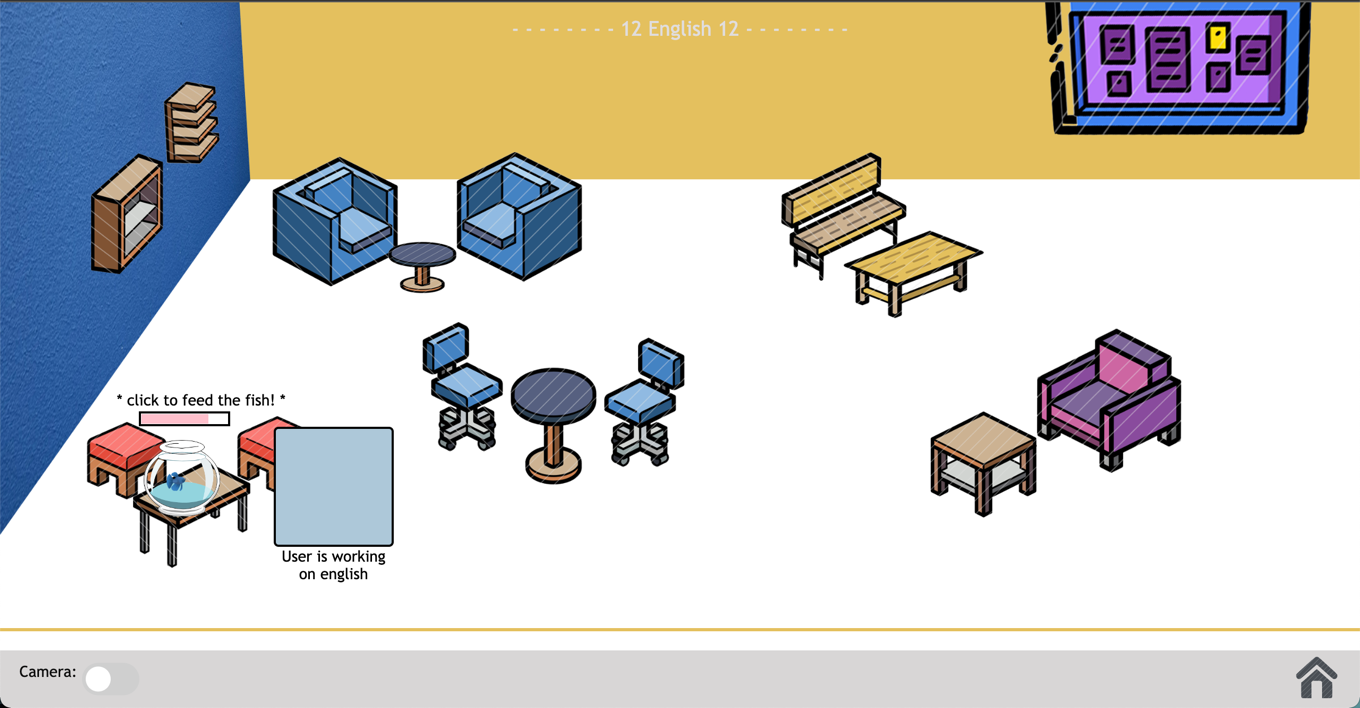 - - - - - - - - 12 English 12 - - - - - - - -
* click to feed the fish! *
User is working
on english
Camera: